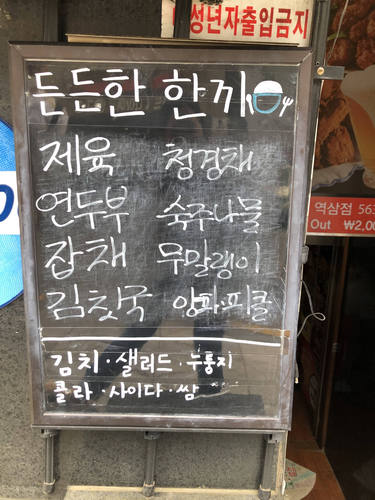 성년자출입금지
든든한 한끼
제육 청경채
연두부 숙주나물
잡채 무말랭이
김칫국 양파·피클
김치·샐러드·누룽지
콜라·사이다·쌈
역삼점 563
Out ₩2,00